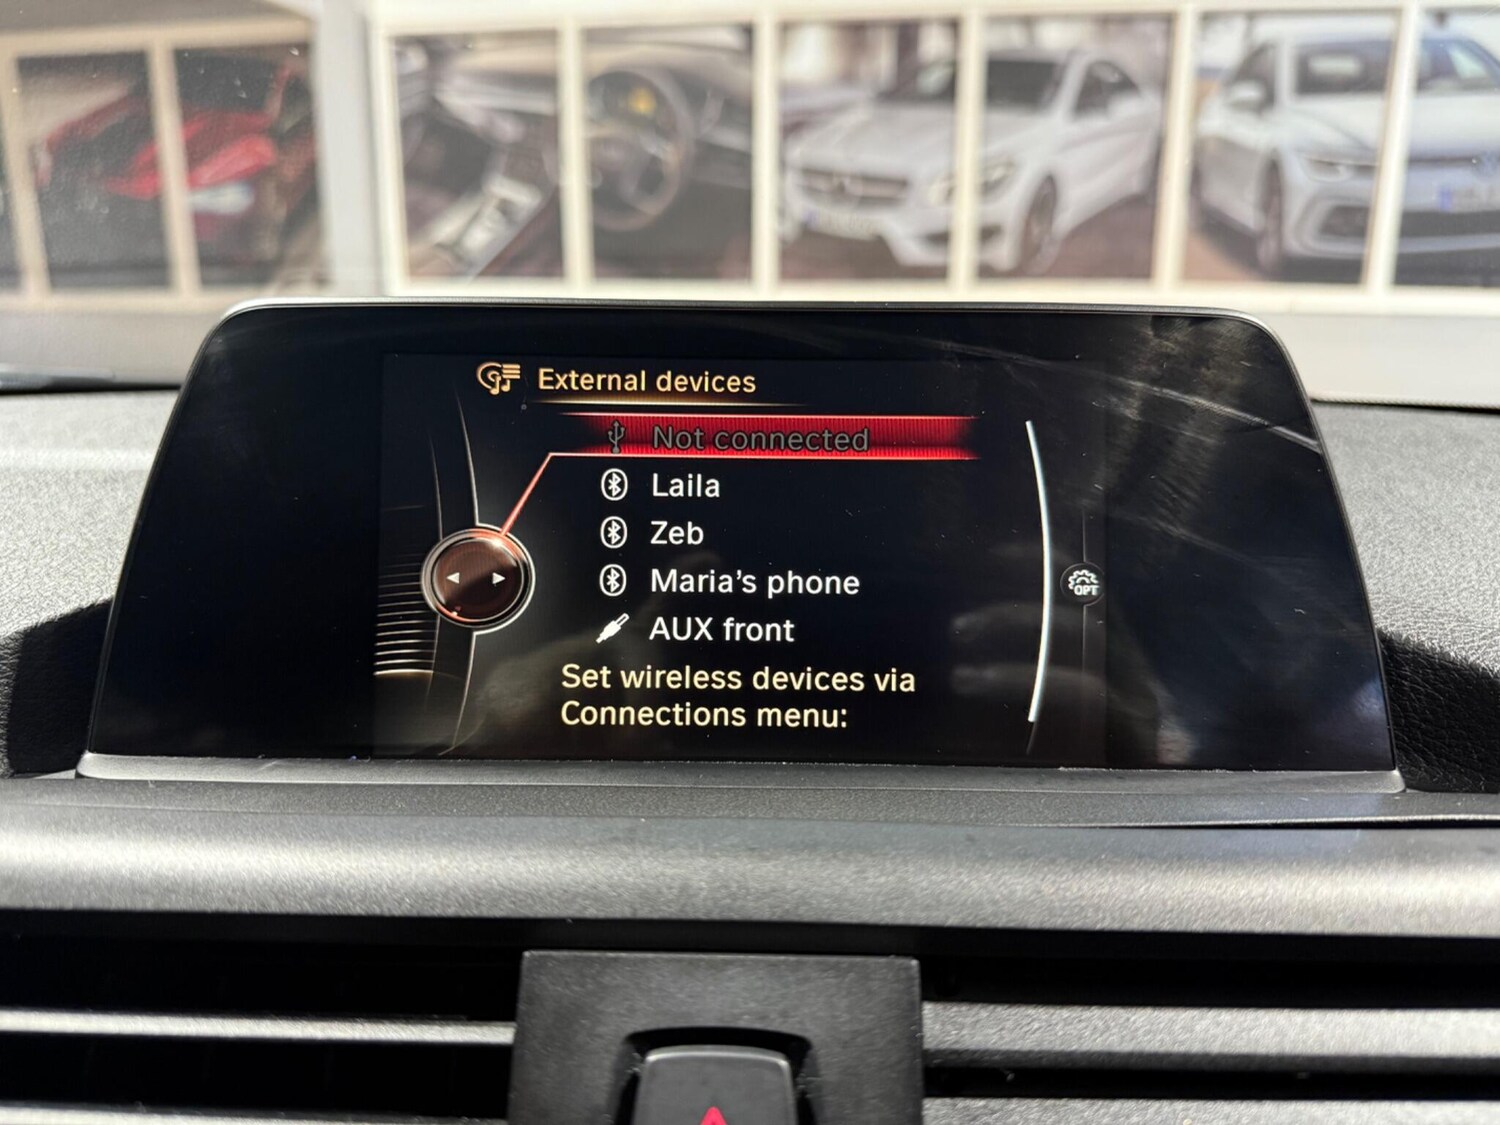 External devices
Not connected
Laila
Zeb
Maria's phone
AUX front
OPT
Set wireless devices via
Connections menu: